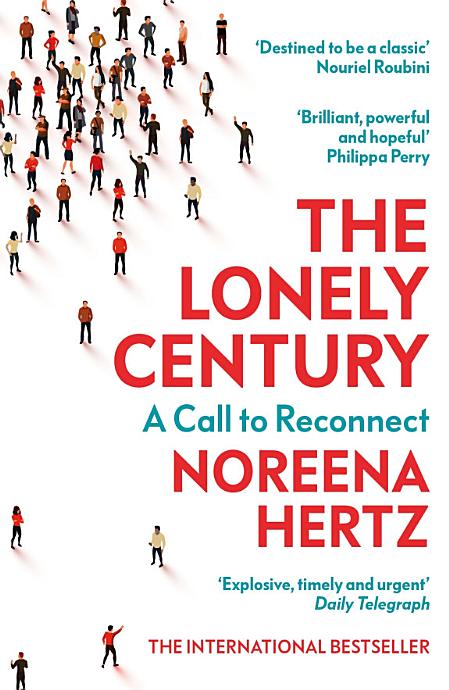 ‘Destined to be a classic’
Nouriel Roubini
‘Brilliant, powerful
and hopeful’
Philippa Perry
THE
LONELY
CENTURY
A Call to Reconnect
NOREENA
HERTZ
‘Explosive, timely and urgent’
Daily Telegraph
THE INTERNATIONAL BESTSELLER